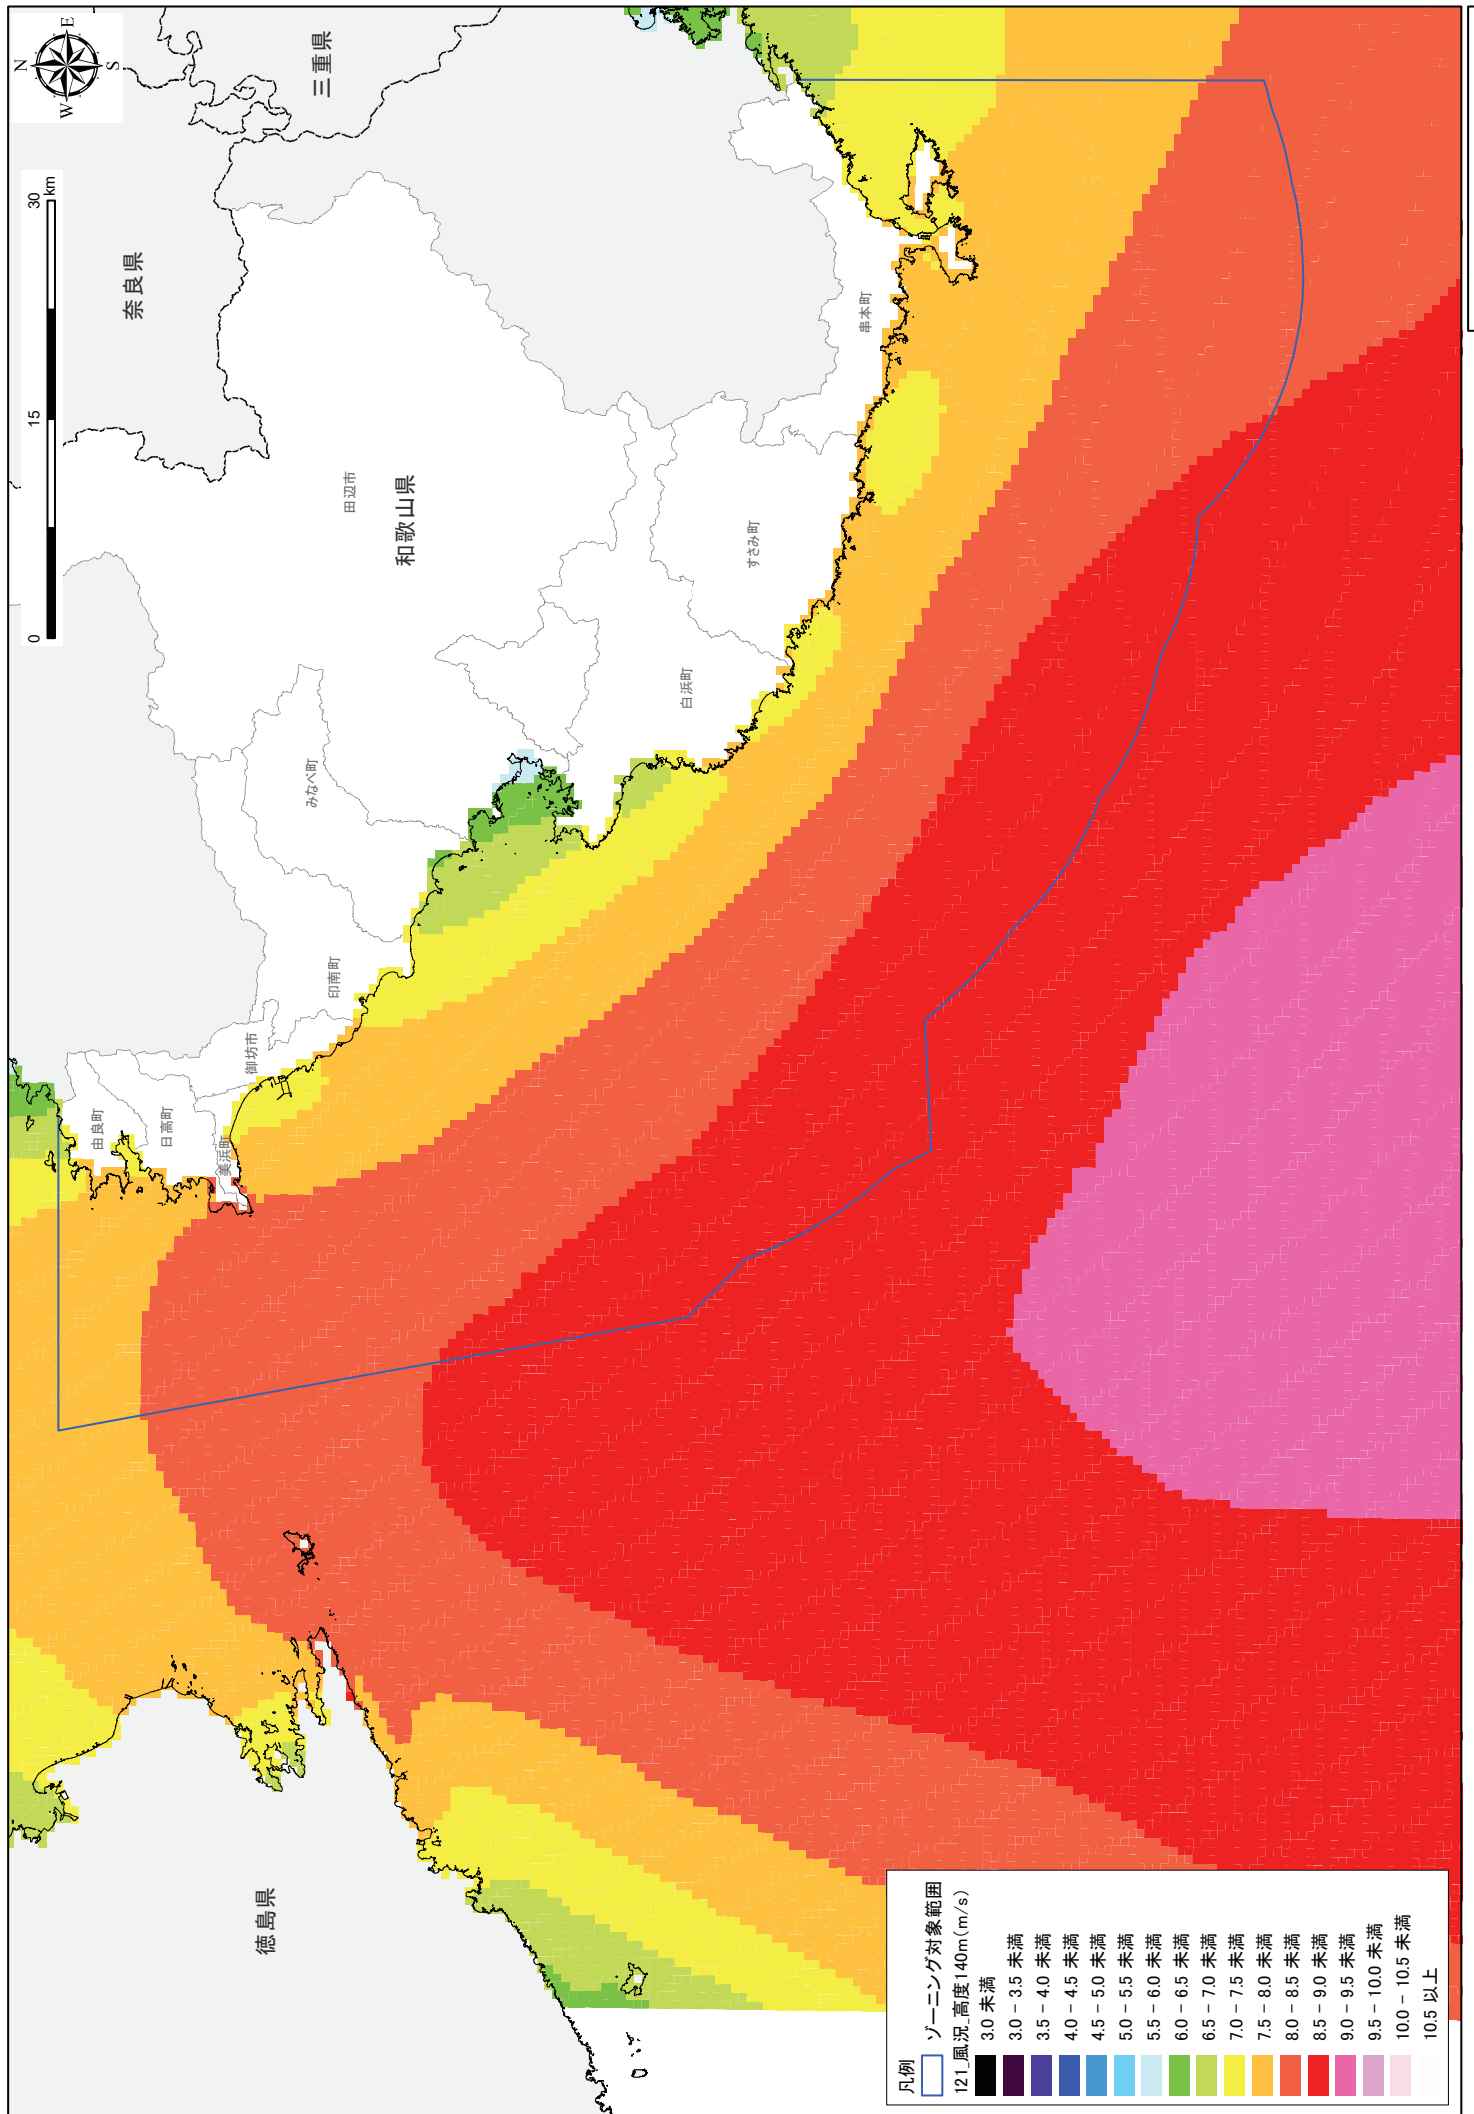 N
W
E
S
0
15
30
km
奈良県
三重県
和歌山県
徳島県
田辺市
みなべ町
印南町
御坊市
由良町
日高町
美浜町
白浜町
すさみ町
串本町
凡例
ゾーニング対象範囲
121_風況_高度140m(m/s)
3.0 未満
3.0 - 3.5 未満
3.5 - 4.0 未満
4.0 - 4.5 未満
4.5 - 5.0 未満
5.0 - 5.5 未満
5.5 - 6.0 未満
6.0 - 6.5 未満
6.5 - 7.0 未満
7.0 - 7.5 未満
7.5 - 8.0 未満
8.0 - 8.5 未満
8.5 - 9.0 未満
9.0 - 9.5 未満
9.5 - 10.0 未満
10.0 - 10.5 未満
10.5 以上